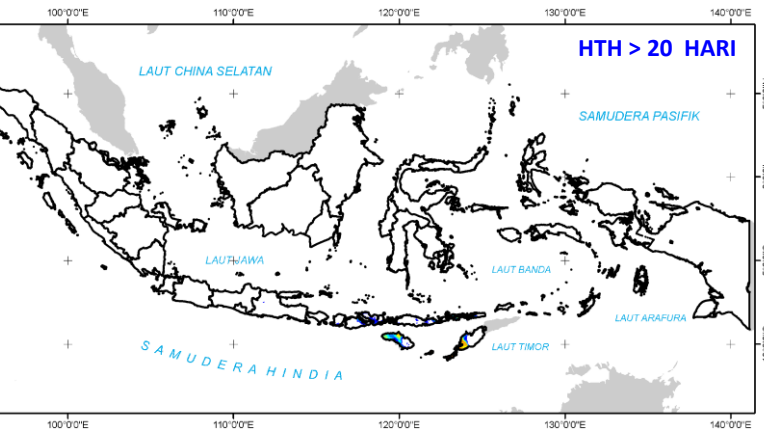 100°0'0"E 110°0'0"E 120°0'0"E 130°0'0"E 140°0'0"E
HTH > 20 HARI
LAUT CHINA SELATAN
SAMUDERA PASIFIK
LAUT JAWA
LAUT BANDA
LAUT ARAFURA
LAUT TIMOR
SAMUDERA HINDIA
100°0'0"E 110°0'0"E 120°0'0"E 130°0'0"E 140°0'0"E